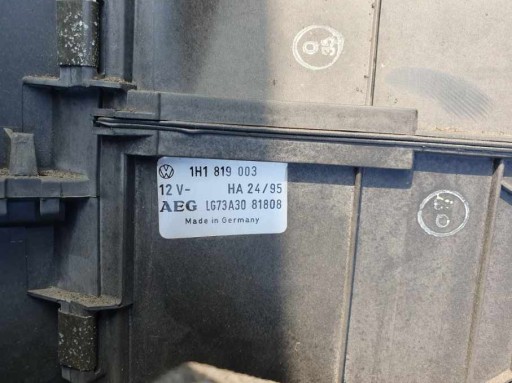 1H1 819 003
12 V- HA 24/95
AEG LG73A30 81808
Made in Germany